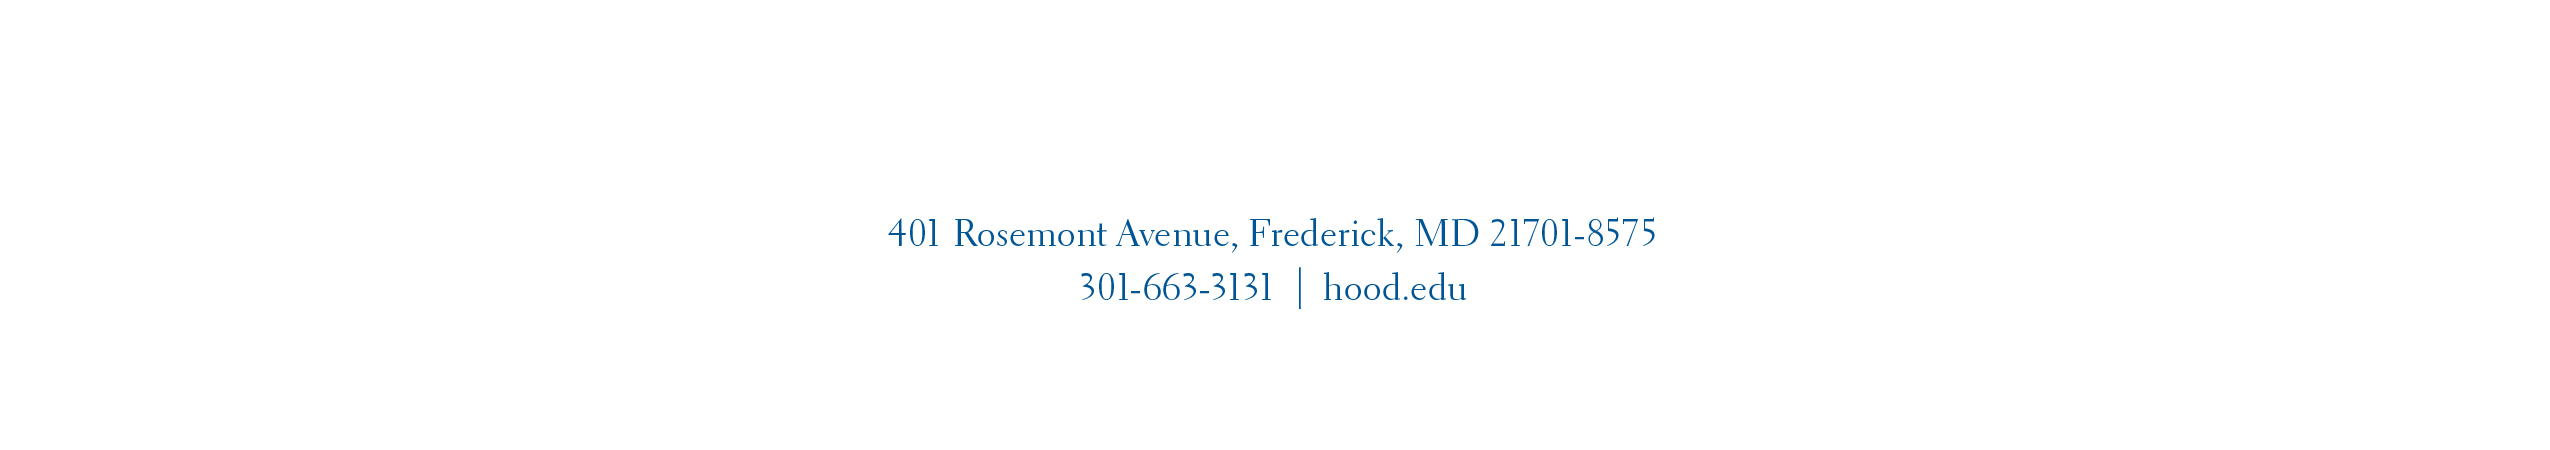 401 Rosemont Avenue, Frederick, MD 21701-8575
301-663-3131 | hood.edu